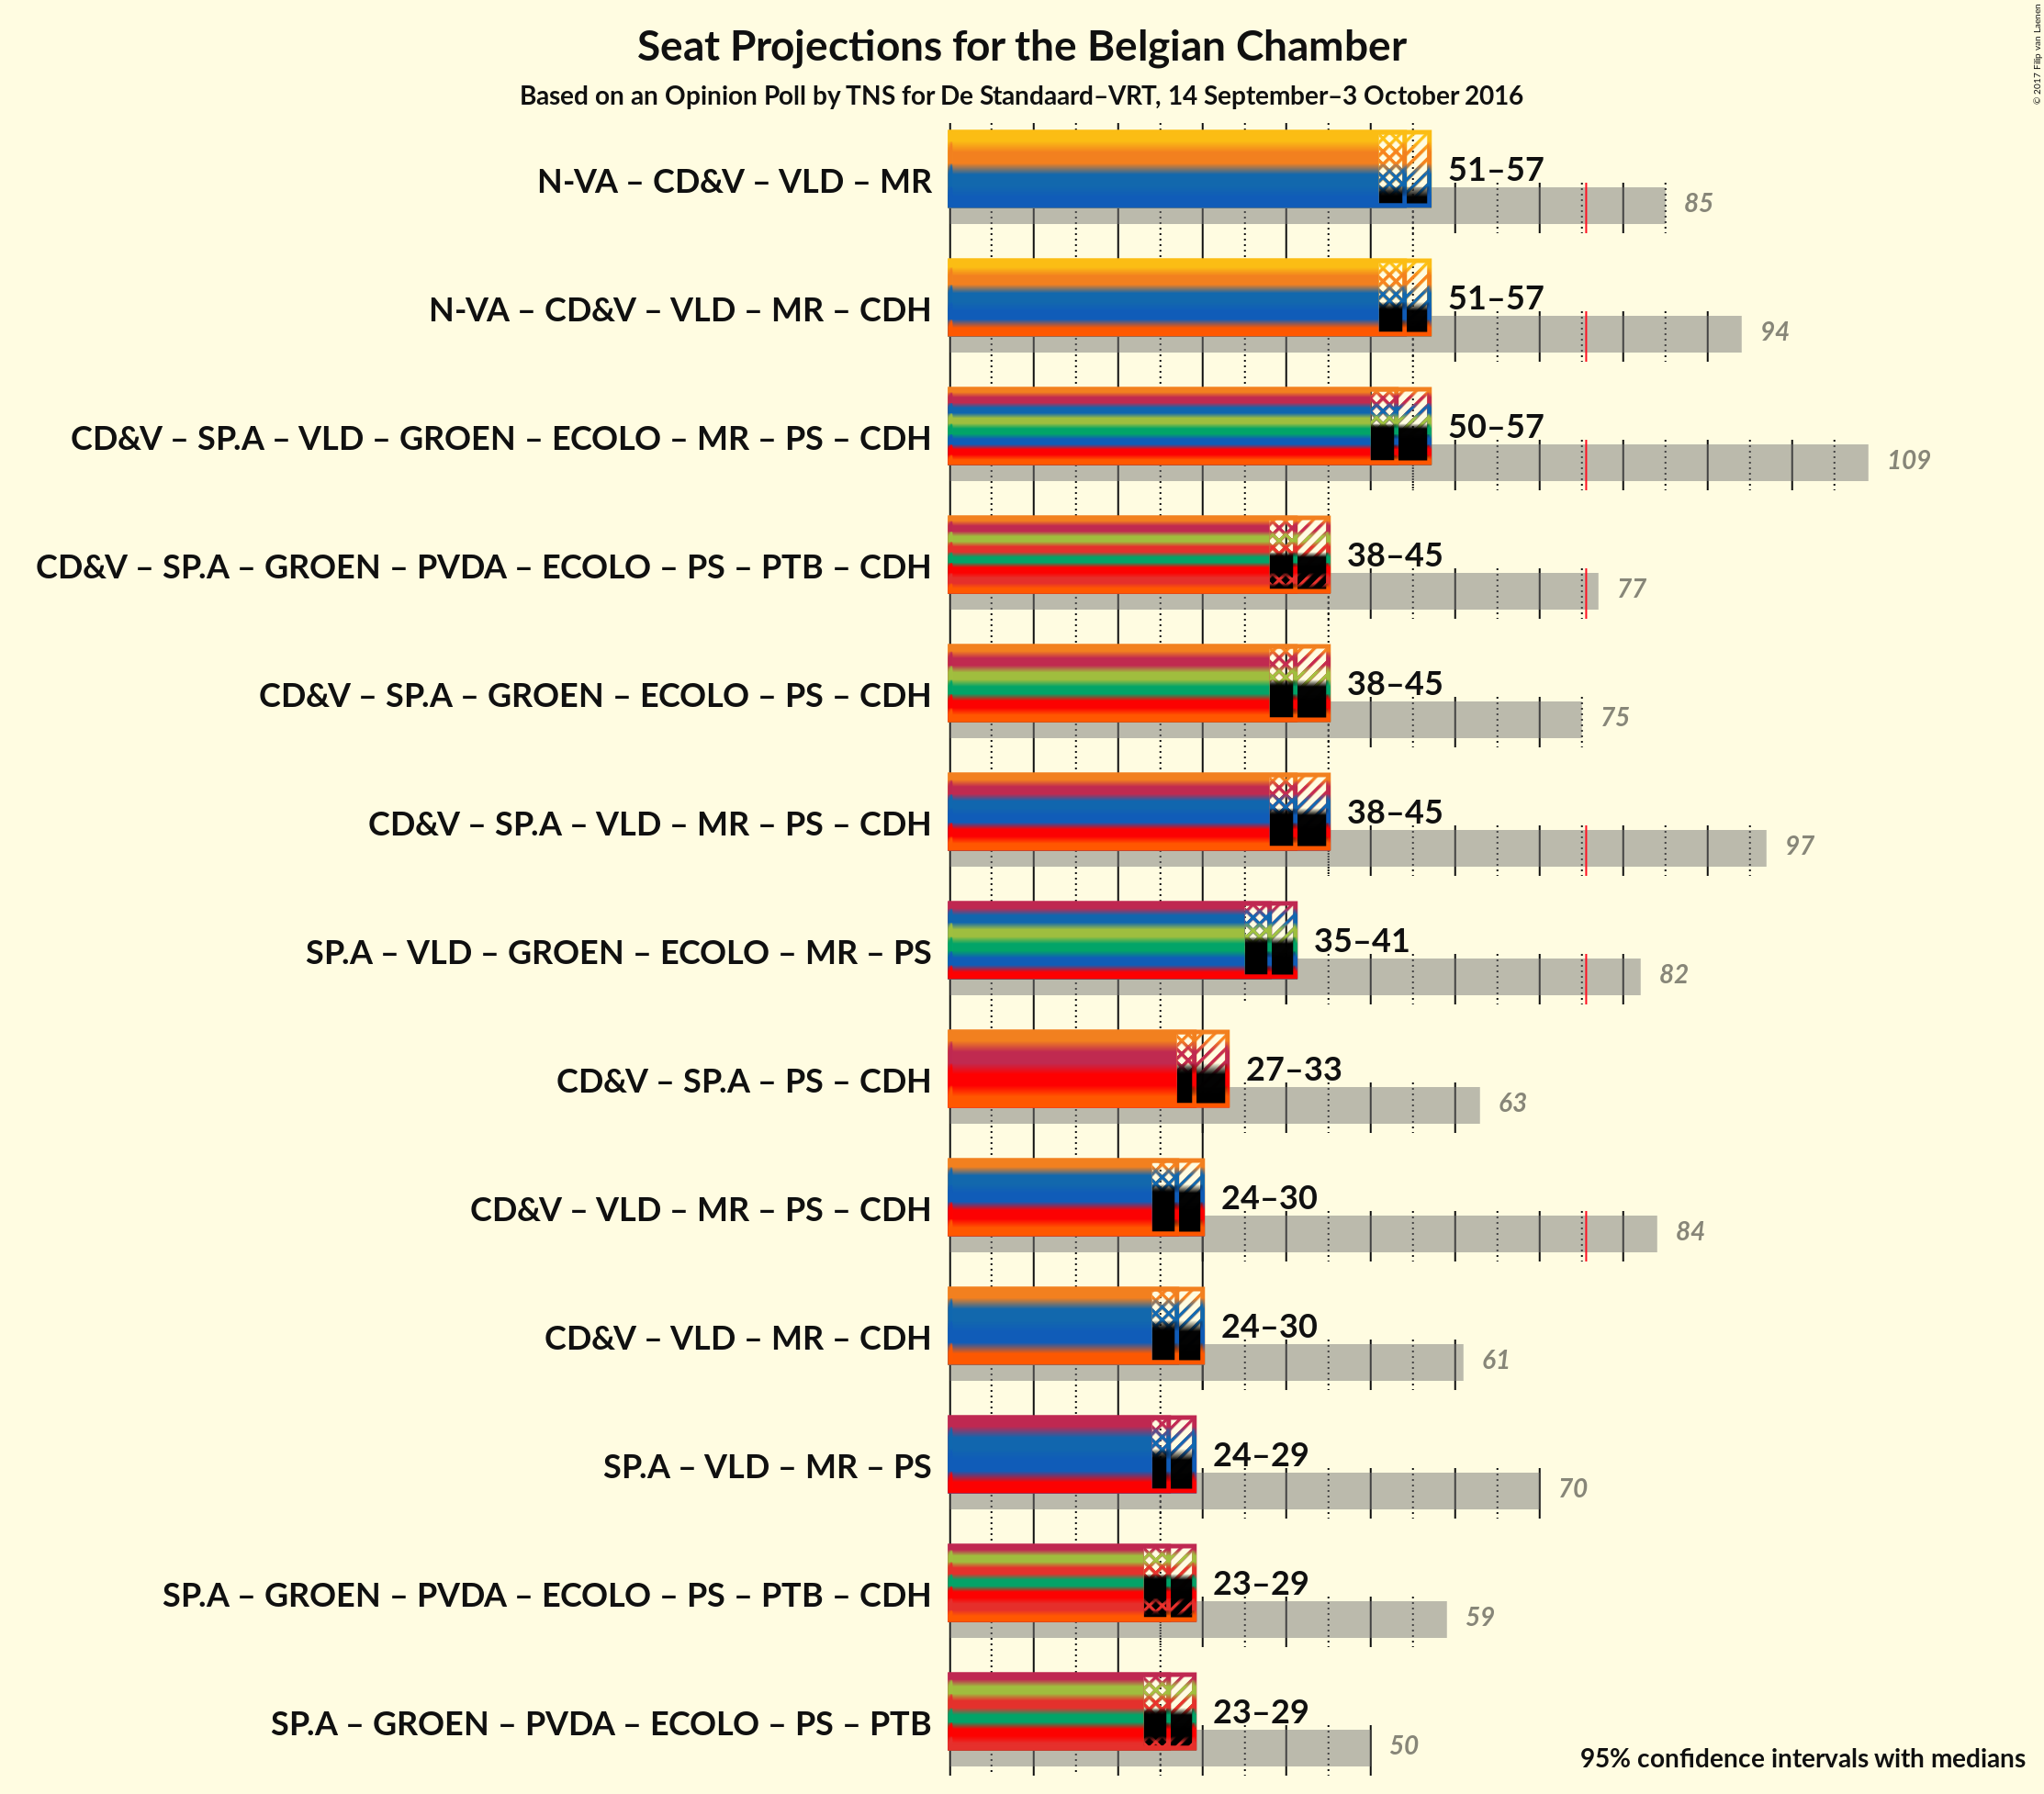 Seat Projections for the Belgian Chamber
Based on an Opinion Poll by TNS for De Standaard–VRT, 14 September–3 October 2016
© 2017 Filip van Laenen
N-VA – CD&V – VLD – MR
51–57
85
N-VA – CD&V – VLD – MR – CDH
51–57
94
CD&V – SP.A – VLD – GROEN – ECOLO – MR – PS – CDH
50–57
109
CD&V – SP.A – GROEN – PVDA – ECOLO – PS – PTB – CDH
38–45
77
CD&V – SP.A – GROEN – ECOLO – PS – CDH
38–45
75
CD&V – SP.A – VLD – MR – PS – CDH
38–45
97
SP.A – VLD – GROEN – ECOLO – MR – PS
35–41
82
CD&V – SP.A – PS – CDH
27–33
63
CD&V – VLD – MR – PS – CDH
24–30
84
CD&V – VLD – MR – CDH
24–30
61
SP.A – VLD – MR – PS
24–29
70
SP.A – GROEN – PVDA – ECOLO – PS – PTB – CDH
23–29
59
SP.A – GROEN – PVDA – ECOLO – PS – PTB
23–29
50
95% confidence intervals with medians